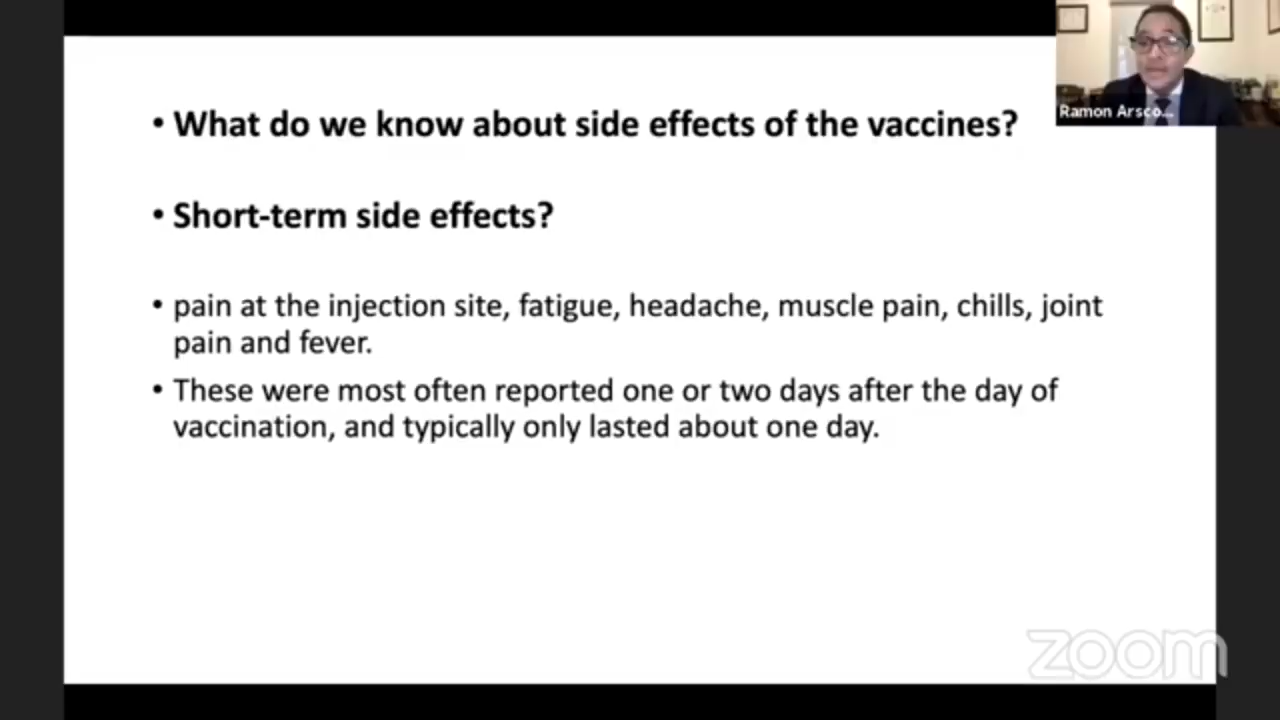 • What do we know about side effects of the vaccines?
Ramon Arsco...
• Short-term side effects?
• pain at the injection site, fatigue, headache, muscle pain, chills, joint
pain and fever.
• These were most often reported one or two days after the day of
vaccination, and typically only lasted about one day.
zoom